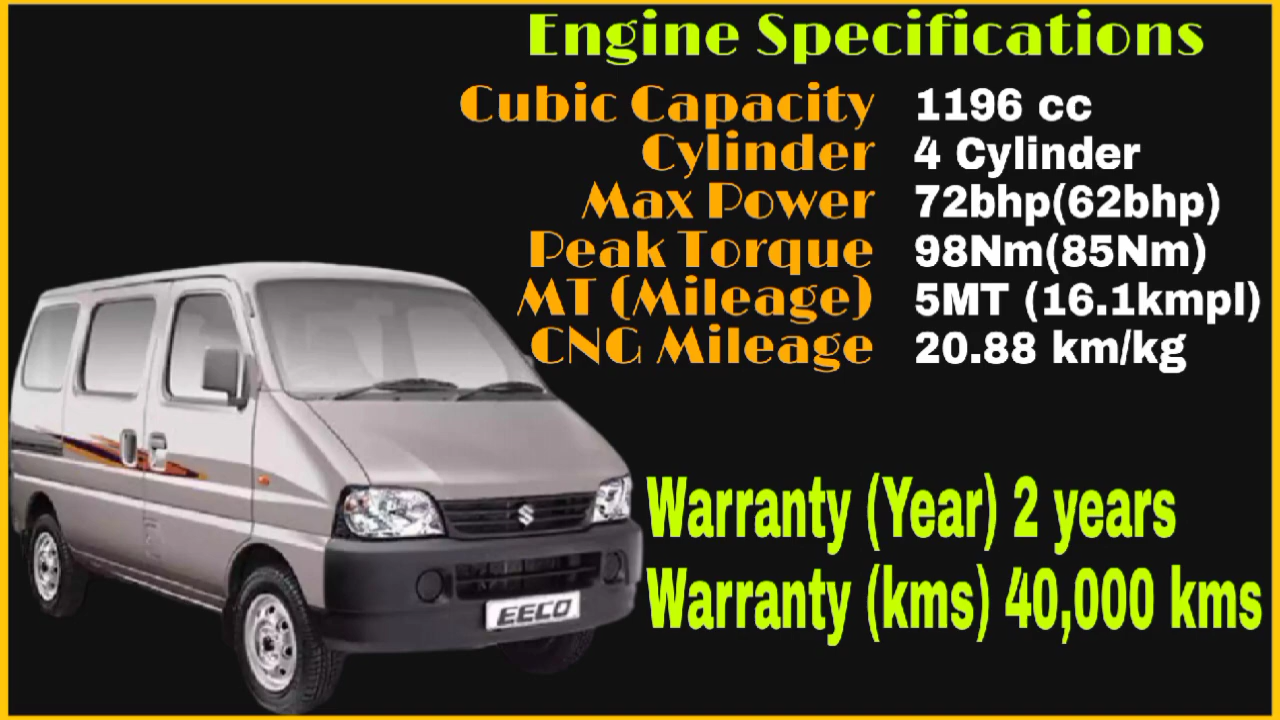 Engine Specifications
Cubic Capacity 1196 cc
Cylinder 4 Cylinder
Max Power 72bhp(62bhp)
Peak Torque 98Nm(85Nm)
MT (Mileage) 5MT (16.1kmpl)
CNG Mileage 20.88 km/kg
Warranty (Year) 2 years
Warranty (kms) 40,000 kms
EECO